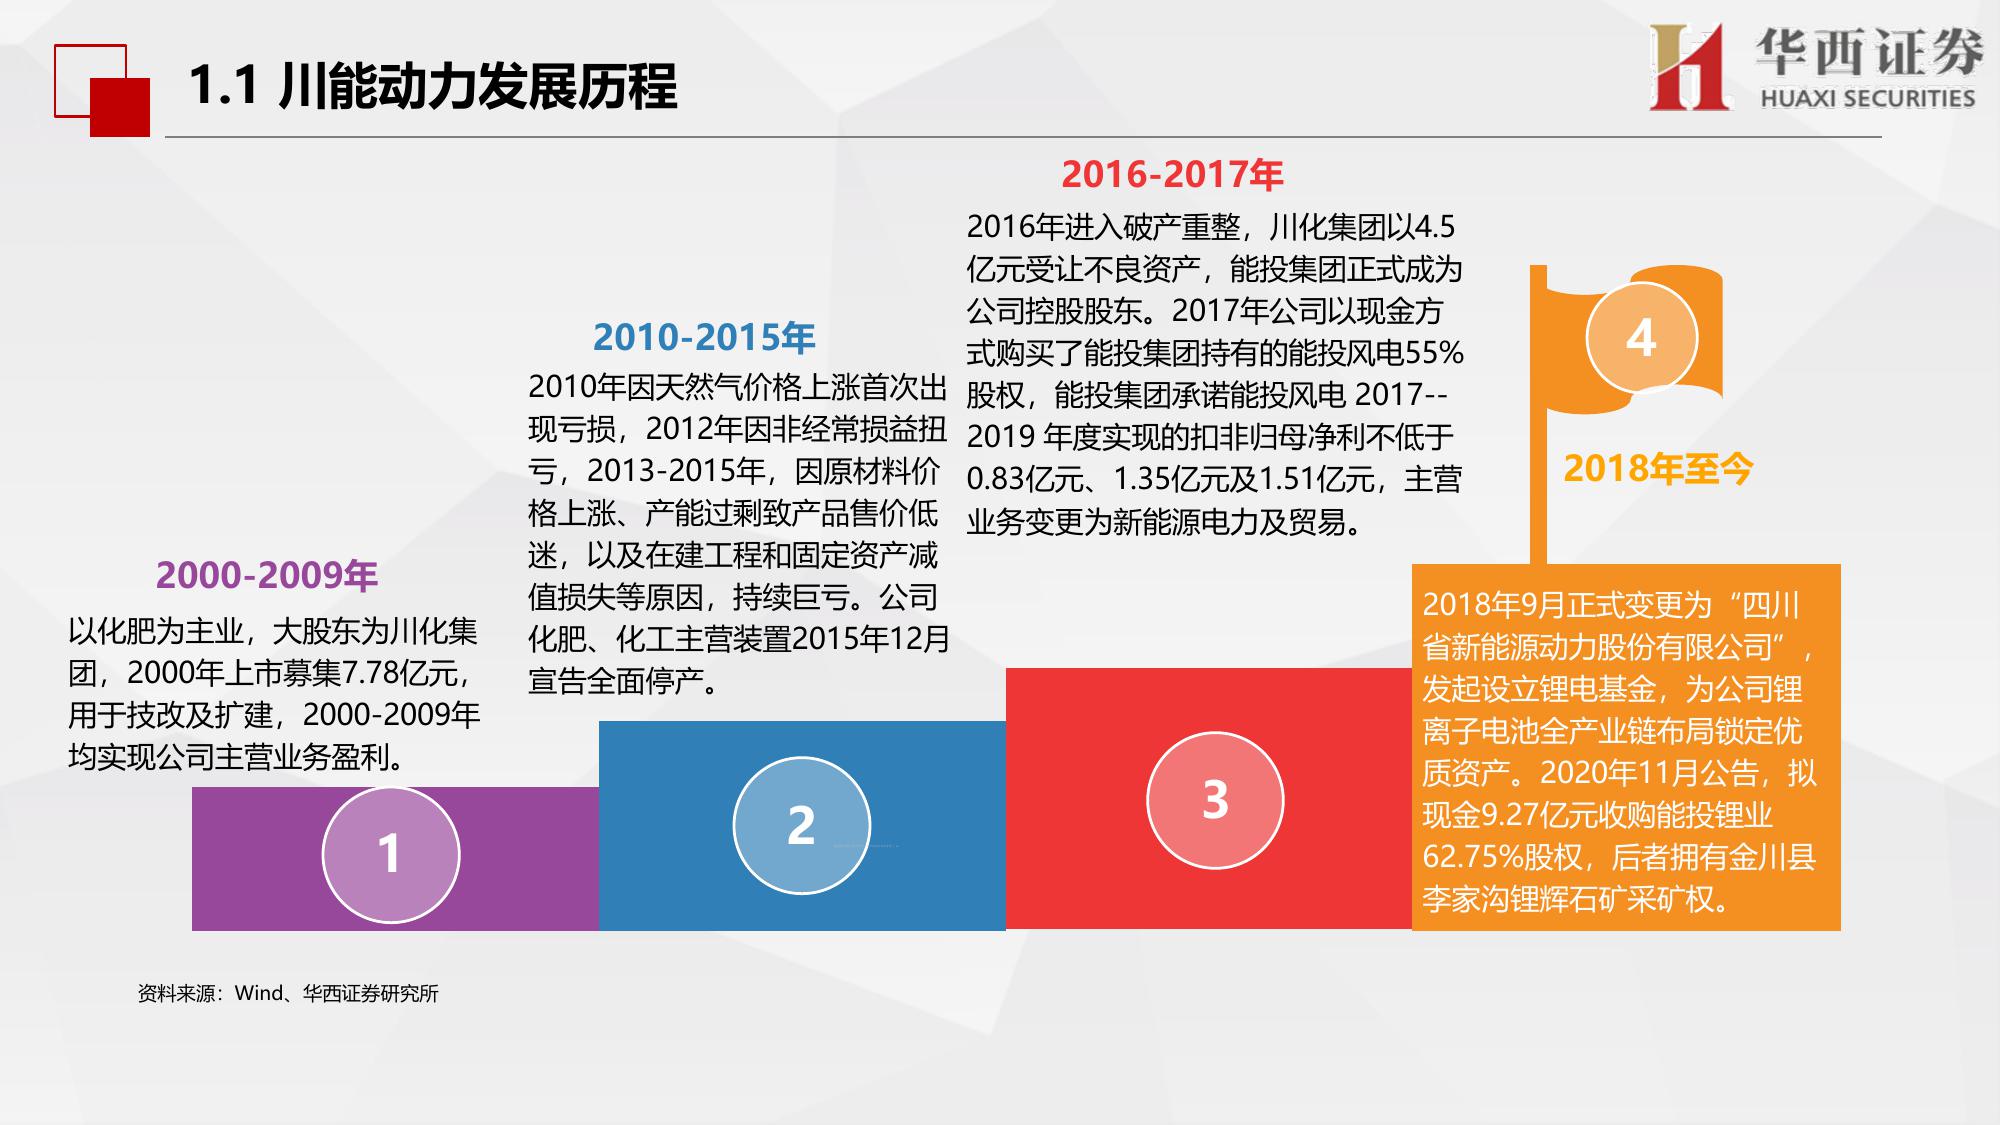 1.1 川能动力发展历程
华西证券
HUAXI SECURITIES
2000-2009年
以化肥为主业，大股东为川化集
团，2000年上市募集7.78亿元，
用于技改及扩建，2000-2009年
均实现公司主营业务盈利。
1
2010-2015年
2010年因天然气价格上涨首次出
现亏损，2012年因非经常损益扭
亏，2013-2015年，因原材料价
格上涨、产能过剩致产品售价低
迷，以及在建工程和固定资产减
值损失等原因，持续巨亏。公司
化肥、化工主营装置2015年12月
宣告全面停产。
2
2016-2017年
2016年进入破产重整，川化集团以4.5
亿元受让不良资产，能投集团正式成为
公司控股股东。2017年公司以现金方
式购买了能投集团持有的能投风电55%
股权，能投集团承诺能投风电 2017--
2019 年度实现的扣非归母净利不低于
0.83亿元、1.35亿元及1.51亿元，主营
业务变更为新能源电力及贸易。
3
4
2018年至今
2018年9月正式变更为“四川
省新能源动力股份有限公司”，
发起设立锂电基金，为公司锂
离子电池全产业链布局锁定优
质资产。2020年11月公告，拟
现金9.27亿元收购能投锂业
62.75%股权，后者拥有金川县
李家沟锂辉石矿采矿权。
资料来源：Wind、华西证券研究所